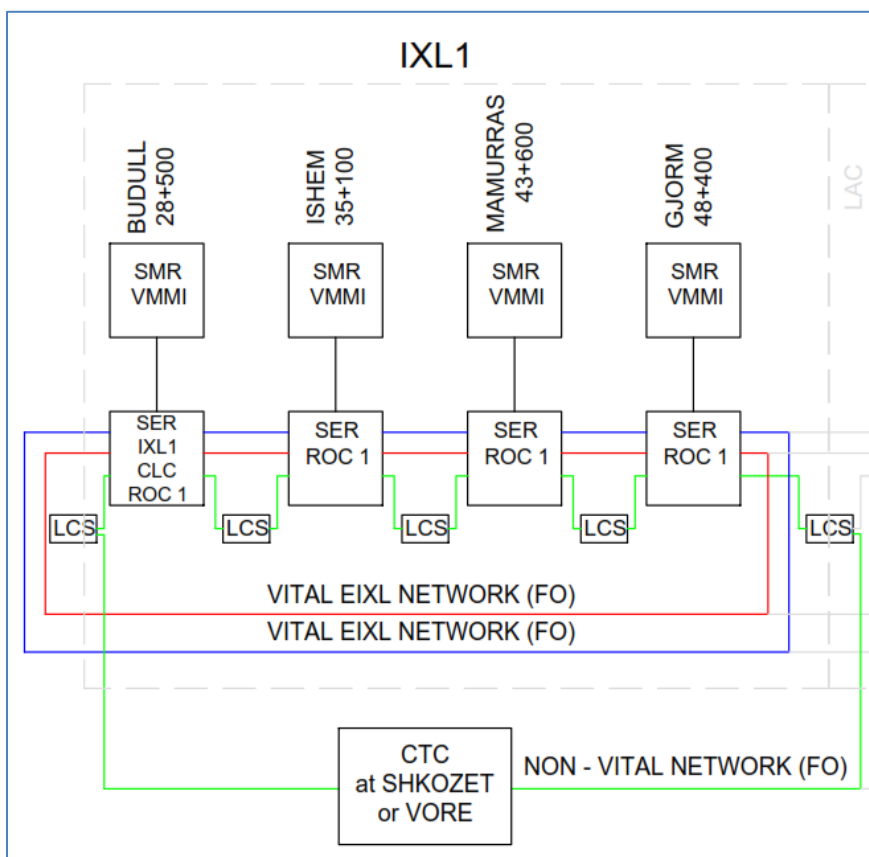 IXL1
BUDULL
28+500
ISHEM
35+100
MAMURRAS
43+600
GJORM
48+400
LAC
SMR
VMMI
SMR
VMMI
SMR
VMMI
SMR
VMMI
SER
IXL1
CLC
ROC 1
SER
ROC 1
SER
ROC 1
SER
ROC 1
LCS
LCS
LCS
LCS
LCS
VITAL EIXL NETWORK (FO)
VITAL EIXL NETWORK (FO)
CTC
at SHKOZET
or VORE
NON - VITAL NETWORK (FO)